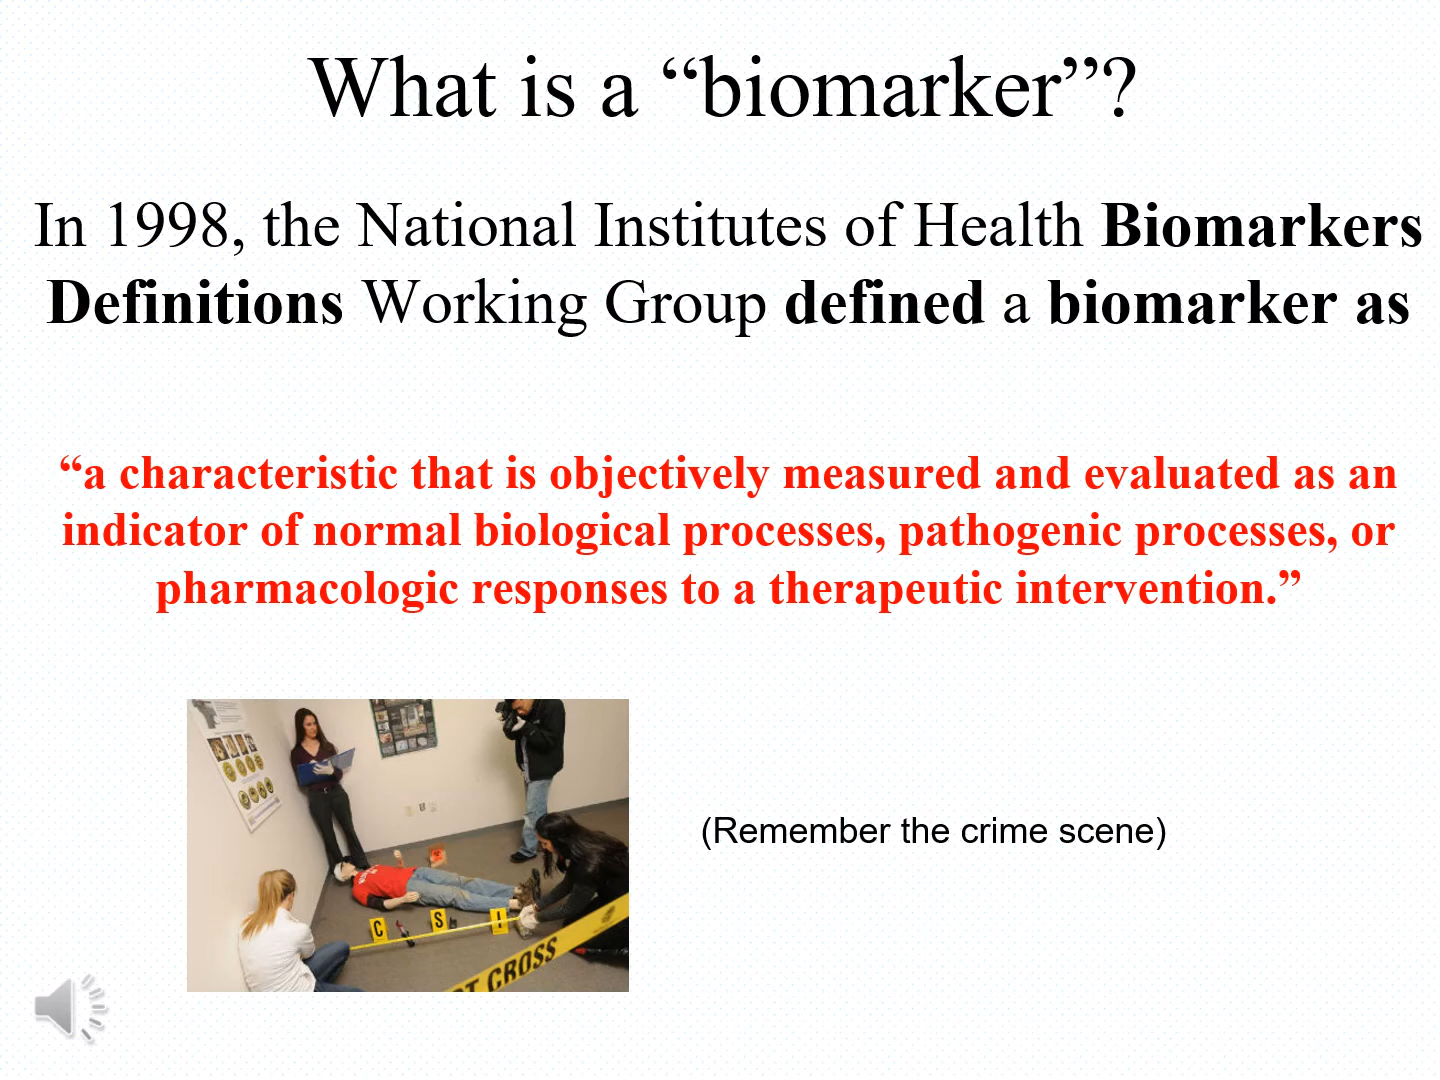 What is a “biomarker”?
In 1998, the National Institutes of Health Biomarkers
Definitions Working Group defined a biomarker as
“a characteristic that is objectively measured and evaluated as an
indicator of normal biological processes, pathogenic processes, or
pharmacologic responses to a therapeutic intervention.”
(Remember the crime scene)
C S I
T CROSS